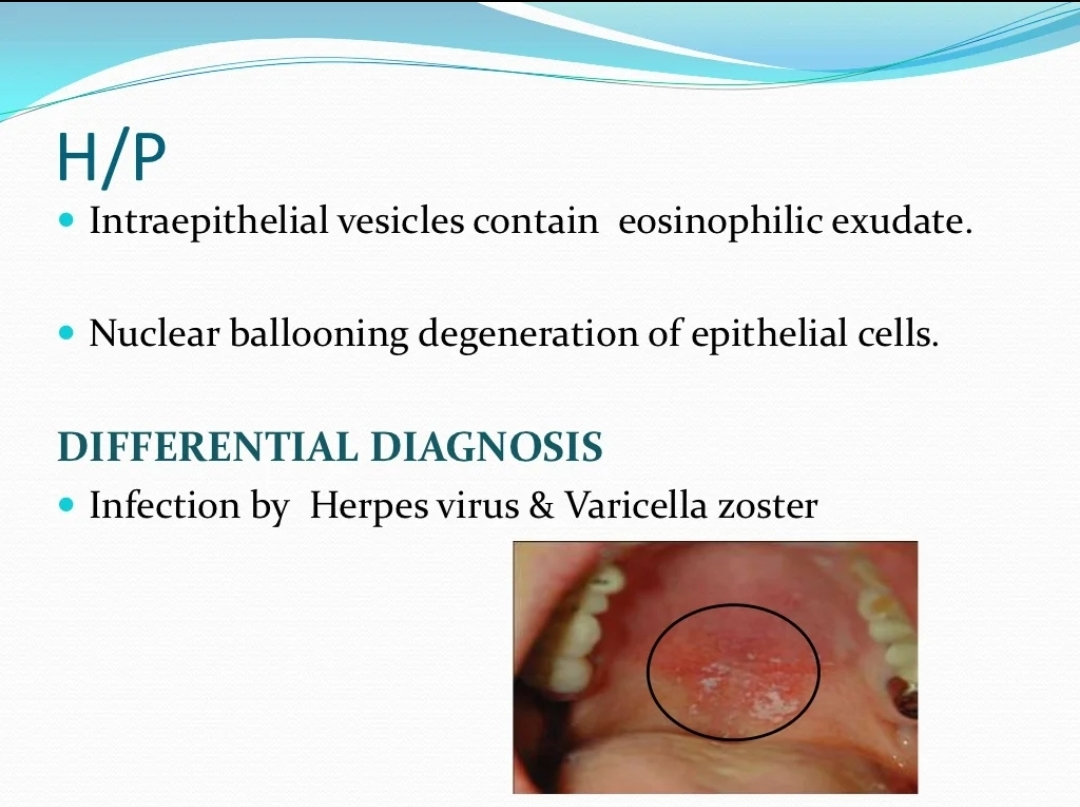 H/P
• Intraepithelial vesicles contain eosinophilic exudate.
• Nuclear ballooning degeneration of epithelial cells.
DIFFERENTIAL DIAGNOSIS
• Infection by Herpes virus & Varicella zoster